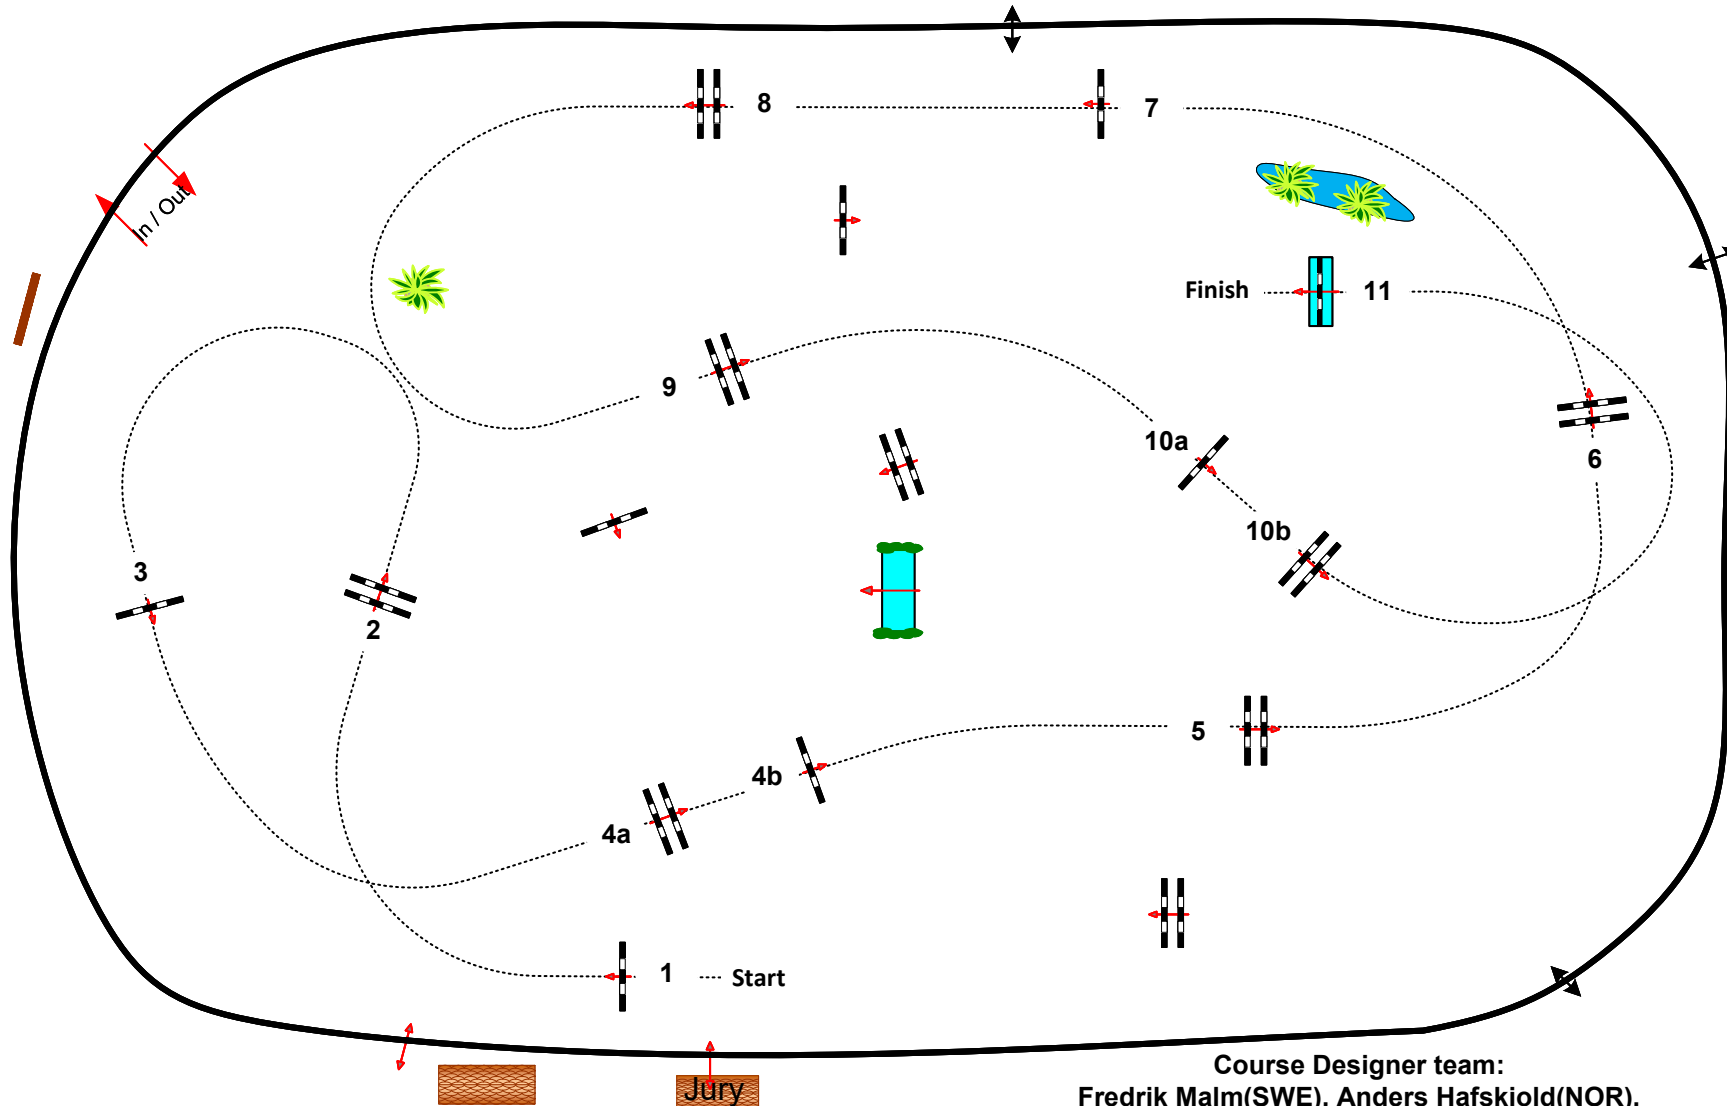 8
7
In / Out
Finish
11
9
10a
6
10b
3
2
5
4b
4a
1
Start
Jury
Course Designer team:
Fredrik Malm(SWE), Anders Hafskjold(NOR),